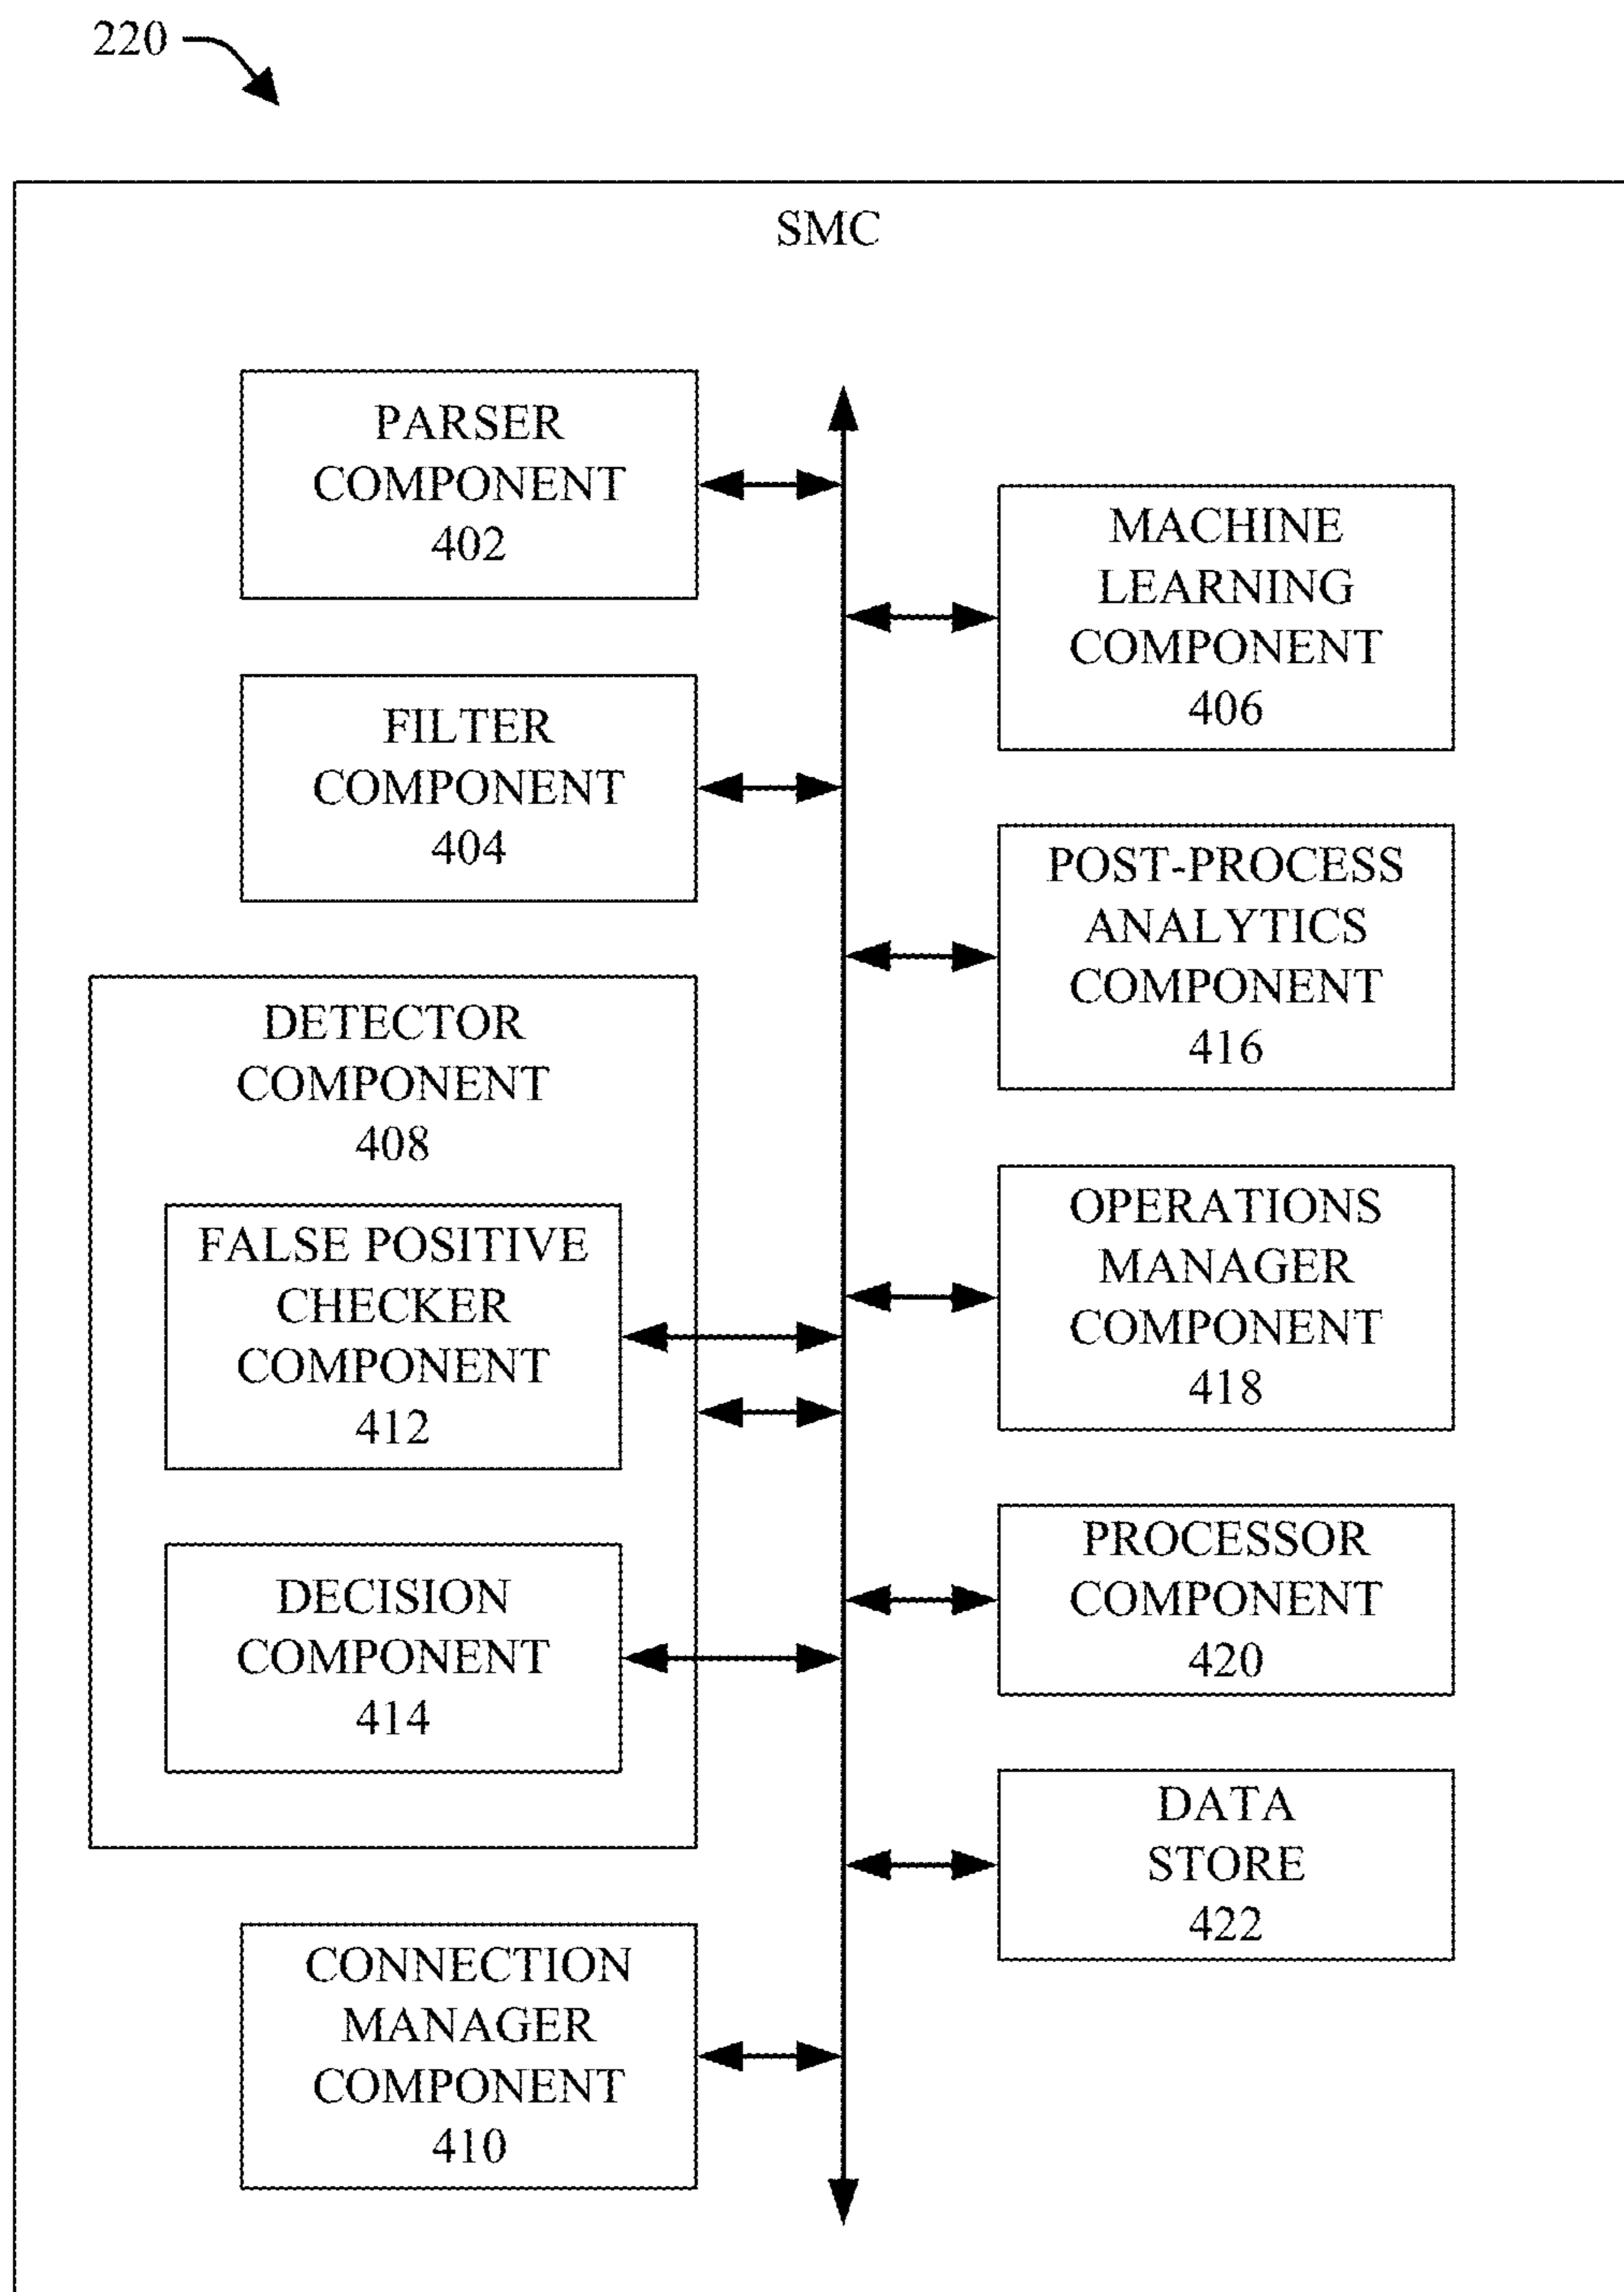 220
SMC
PARSER
COMPONENT
402
FILTER
COMPONENT
404
DETECTOR
COMPONENT
408
FALSE POSITIVE
CHECKER
COMPONENT
412
DECISION
COMPONENT
414
CONNECTION
MANAGER
COMPONENT
410
MACHINE
LEARNING
COMPONENT
406
POST-PROCESS
ANALYTICS
COMPONENT
416
OPERATIONS
MANAGER
COMPONENT
418
PROCESSOR
COMPONENT
420
DATA
STORE
422